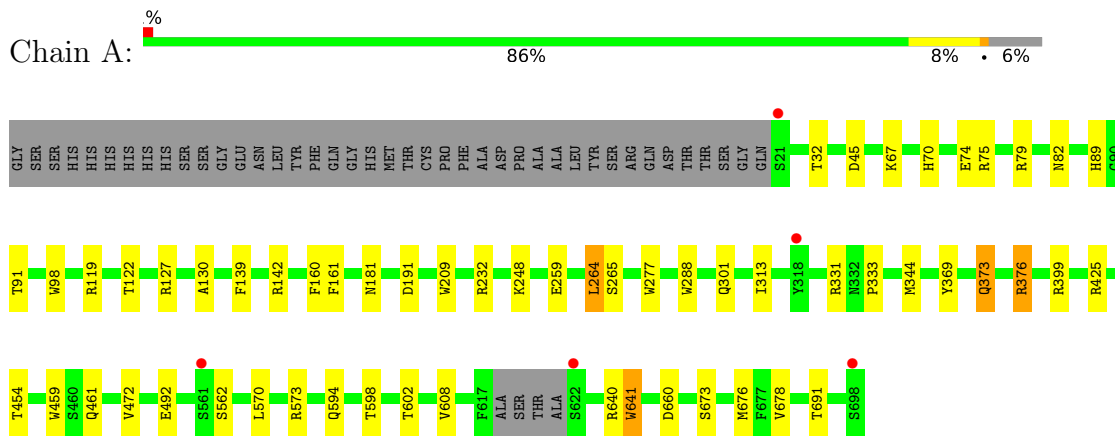 .%
Chain A:
86% 8% • 6%
GLY SER SER HIS HIS HIS HIS HIS HIS SER SER GLY GLU ASN LEU TYR PHE GLN GLY HIS MET THR CYS PRO PHE ALA ASP PRO ALA ALA LEU TYR SER ARG GLN ASP THR THR SER GLY GLN S21 T32 D45 K67 H70 E74 R75 R79 N82 H89 G90
T91 W98 R119 T122 R127 A130 F139 R142 F160 F161 N181 D191 W209 R232 K248 E259 L264 S265 W277 W288 Q301 I313 Y318 R331 N332 P333 M344 Y369 Q373 R376 R399 R425
T454 W459 S460 Q461 V472 E492 S561 S562 L570 R573 Q594 T598 T602 V608 F617 ALA SER THR ALA S622 R640 W641 D660 S673 M676 F677 V678 T691 S698